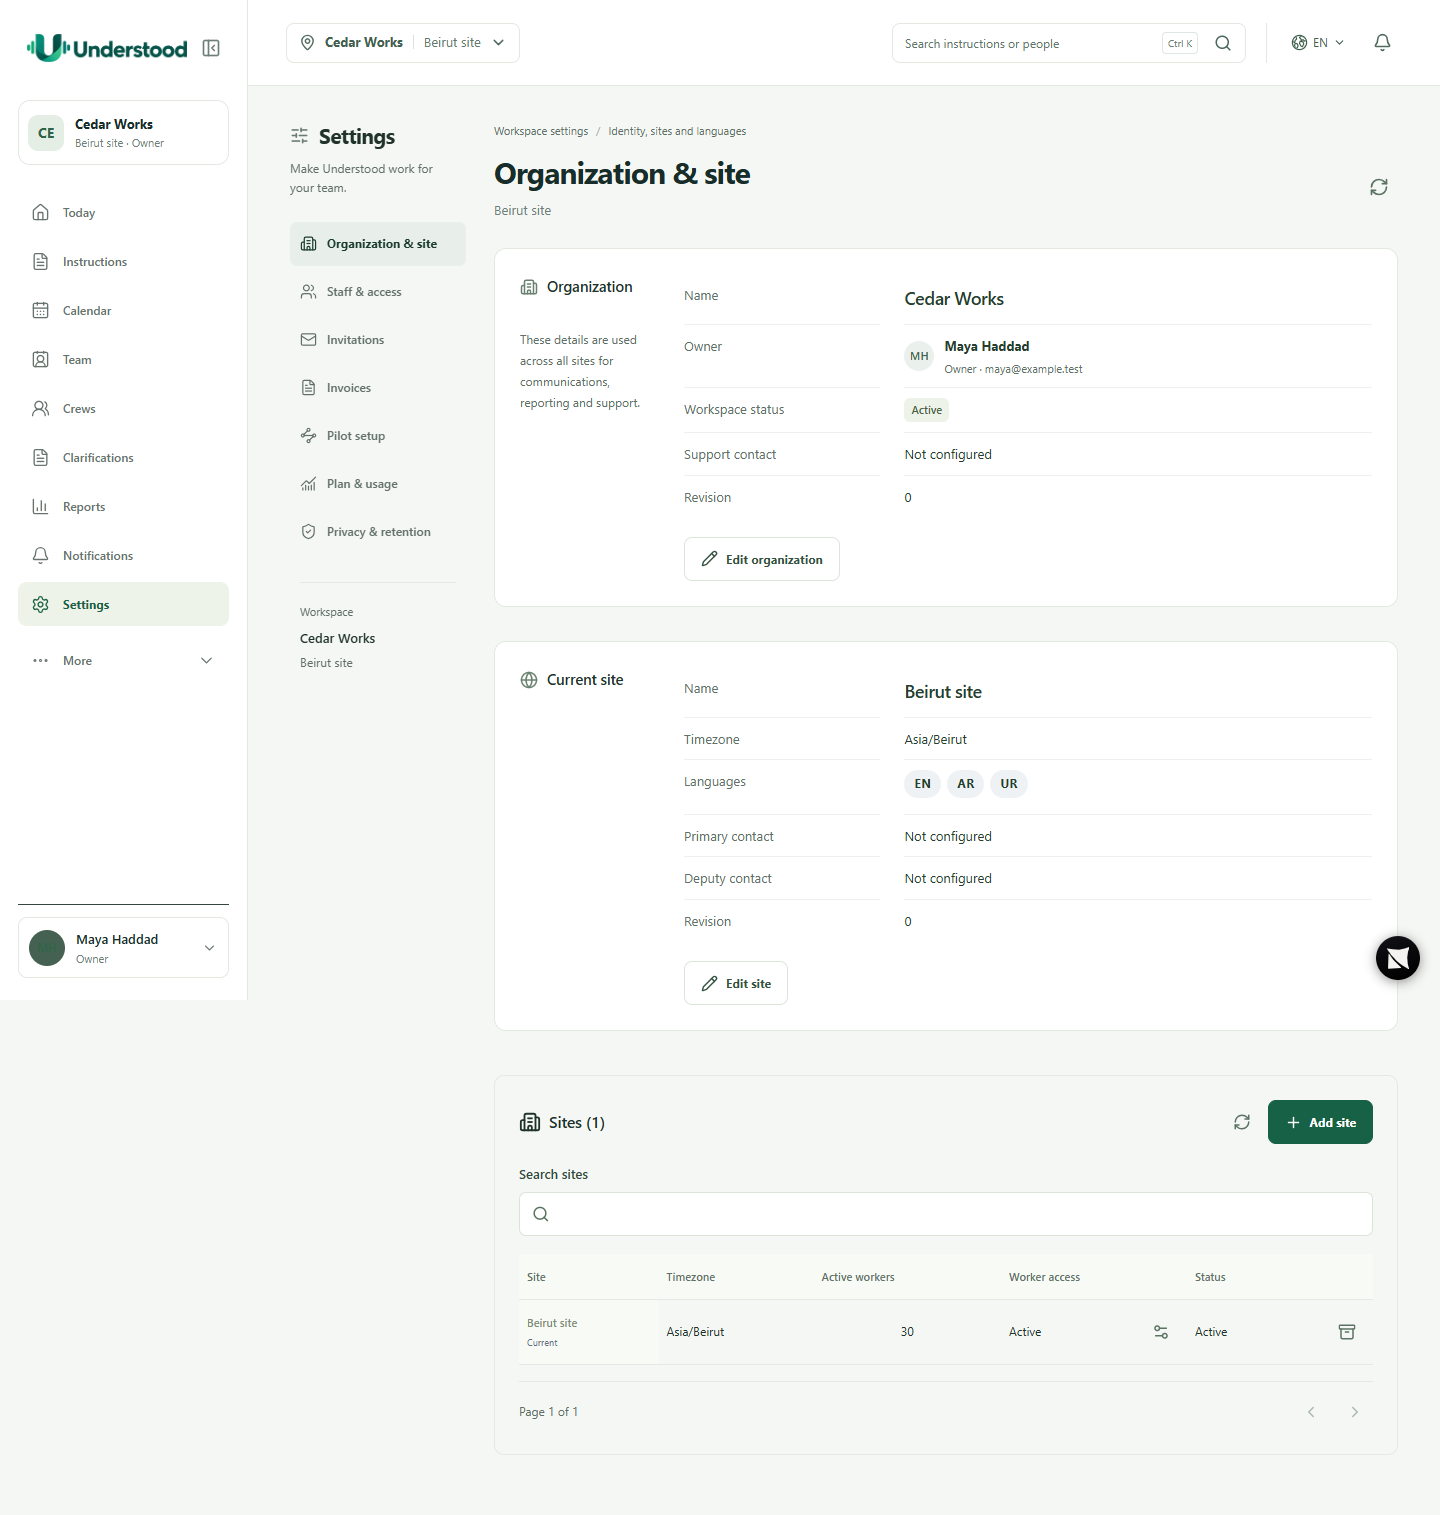 Understood
CE
Cedar Works
Beirut site · Owner
Today
Instructions
Calendar
Team
Crews
Clarifications
Reports
Notifications
Settings
More
Maya Haddad
Owner
Cedar Works
Beirut site
Search instructions or people
Ctrl K
EN
Settings
Make Understood work for
your team.
Organization & site
Staff & access
Invitations
Invoices
Pilot setup
Plan & usage
Privacy & retention
Workspace
Cedar Works
Beirut site
Workspace settings / Identity, sites and languages
Organization & site
Beirut site
Organization
These details are used
across all sites for
communications,
reporting and support.
Name
Cedar Works
Owner
MH
Maya Haddad
Owner · maya@example.test
Workspace status
Active
Support contact
Not configured
Revision
0
Edit organization
Current site
Name
Beirut site
Timezone
Asia/Beirut
Languages
EN AR UR
Primary contact
Not configured
Deputy contact
Not configured
Revision
0
Edit site
Sites (1)
Add site
Search sites
Site Timezone Active workers Worker access Status
Beirut site
Current
Asia/Beirut 30 Active Active
Page 1 of 1